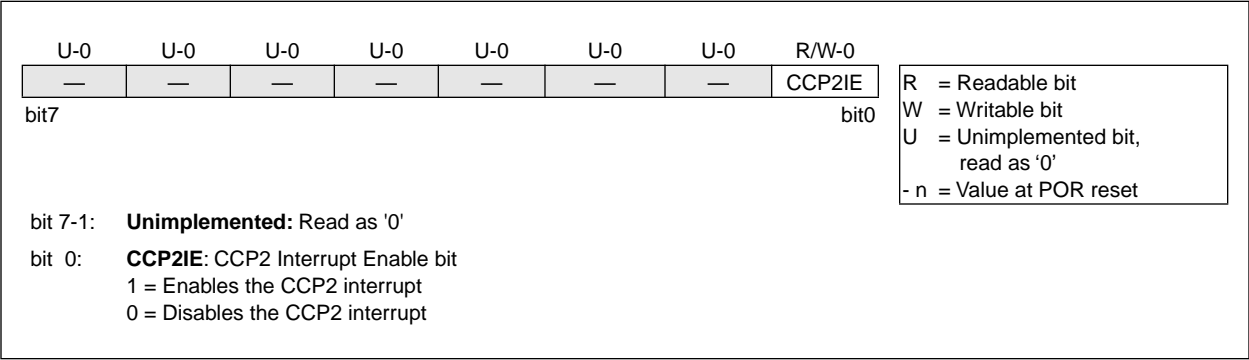 U-0 U-0 U-0 U-0 U-0 U-0 U-0 R/W-0
— — — — — — — CCP2IE
bit7 bit0
R = Readable bit
W = Writable bit
U = Unimplemented bit,
read as ‘0’
- n = Value at POR reset
bit 7-1: Unimplemented: Read as '0'
bit 0: CCP2IE: CCP2 Interrupt Enable bit
1 = Enables the CCP2 interrupt
0 = Disables the CCP2 interrupt